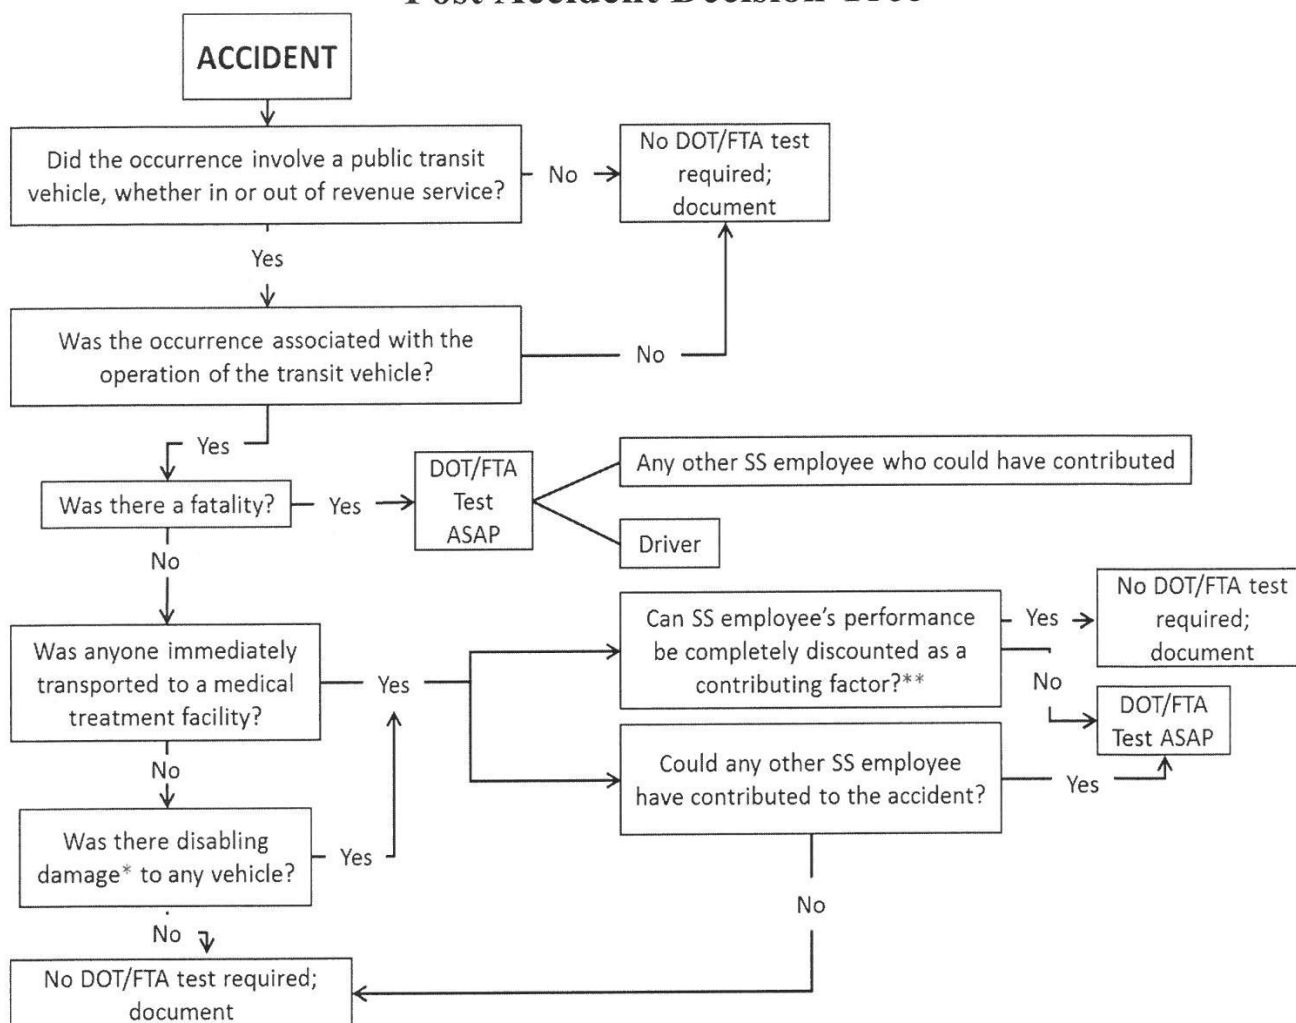 Post Accident Decision Tree
ACCIDENT
Did the occurrence involve a public transit
vehicle, whether in or out of revenue service?
No
No DOT/FTA test
required;
document
Yes
Was the occurrence associated with the
operation of the transit vehicle?
No
Yes
Was there a fatality?
Yes
DOT/FTA
Test
ASAP
Any other SS employee who could have contributed
Driver
No
Was anyone immediately
transported to a medical
treatment facility?
Yes
Can SS employee’s performance
be completely discounted as a
contributing factor?**
Yes
No DOT/FTA test
required;
document
No
DOT/FTA
Test ASAP
Could any other SS employee
have contributed to the accident?
Yes
No
No
Was there disabling
damage* to any vehicle?
Yes
No
No DOT/FTA test required;
document